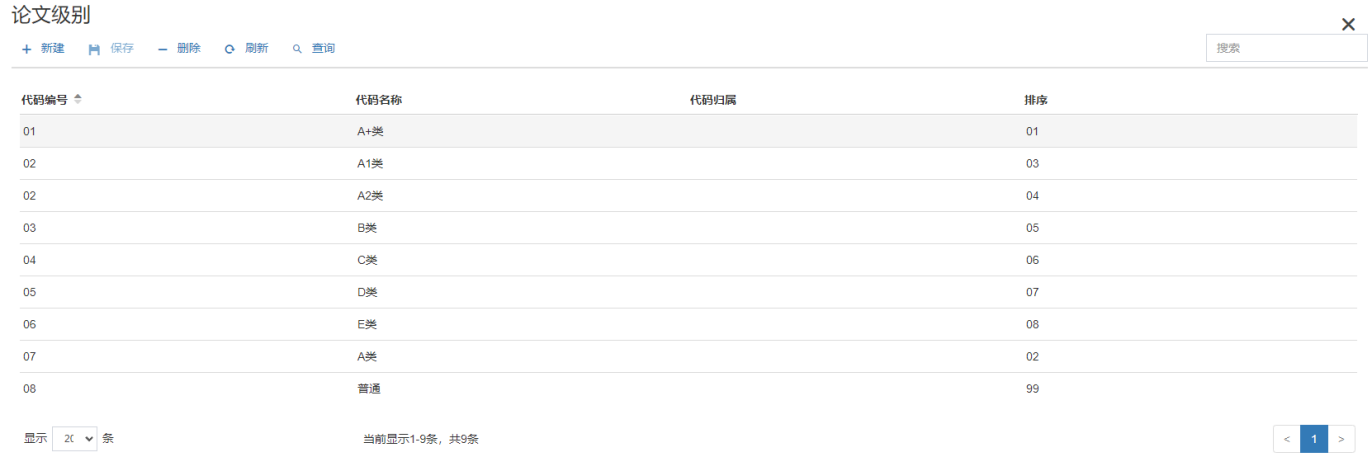 论文级别
新建 保存 删除 刷新 查询 搜索
代码编号 代码名称 代码归属 排序
01 A+类 01
02 A1类 03
02 A2类 04
03 B类 05
04 C类 06
05 D类 07
06 E类 08
07 A类 02
08 普通 99
显示 20 条 当前显示1-9条，共9条 < 1 >